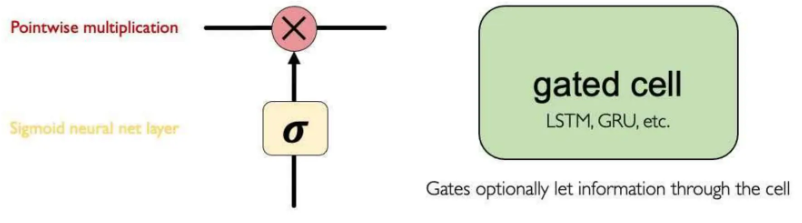 Pointwise multiplication
Sigmoid neural net layer
σ
gated cell
LSTM, GRU, etc.
Gates optionally let information through the cell